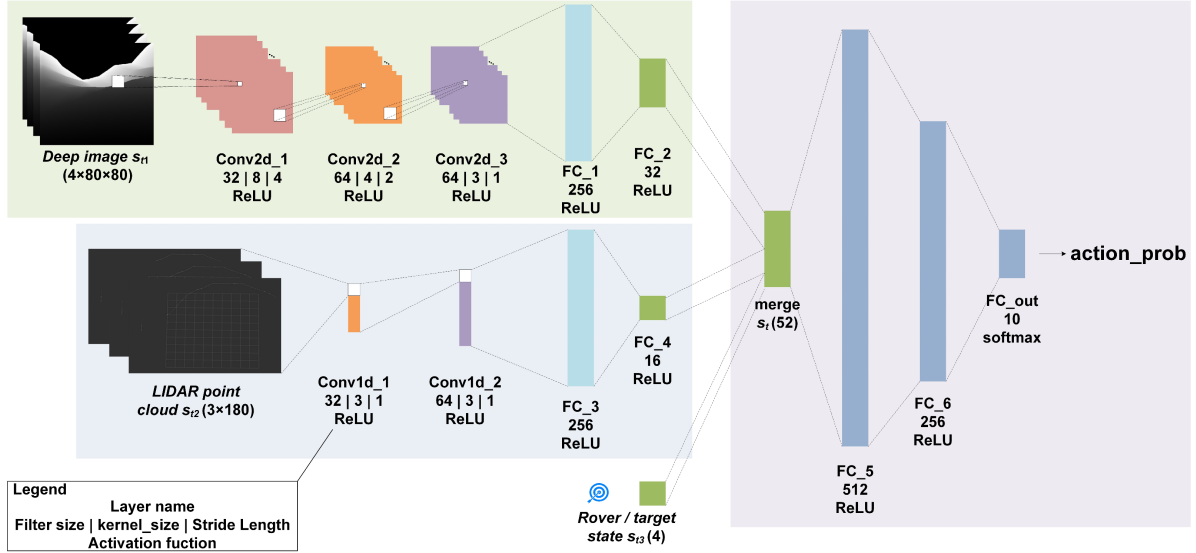 Deep image st1
(4×80×80)
Conv2d_1
32 | 8 | 4
ReLU
Conv2d_2
64 | 4 | 2
ReLU
Conv2d_3
64 | 3 | 1
ReLU
FC_1
256
ReLU
FC_2
32
ReLU
LIDAR point
cloud st2 (3×180)
Conv1d_1
32 | 3 | 1
ReLU
Conv1d_2
64 | 3 | 1
ReLU
FC_3
256
ReLU
FC_4
16
ReLU
Rover / target
state st3 (4)
merge
st (52)
FC_5
512
ReLU
FC_6
256
ReLU
FC_out
10
softmax
action_prob
Legend
Layer name
Filter size | kernel_size | Stride Length
Activation fuction